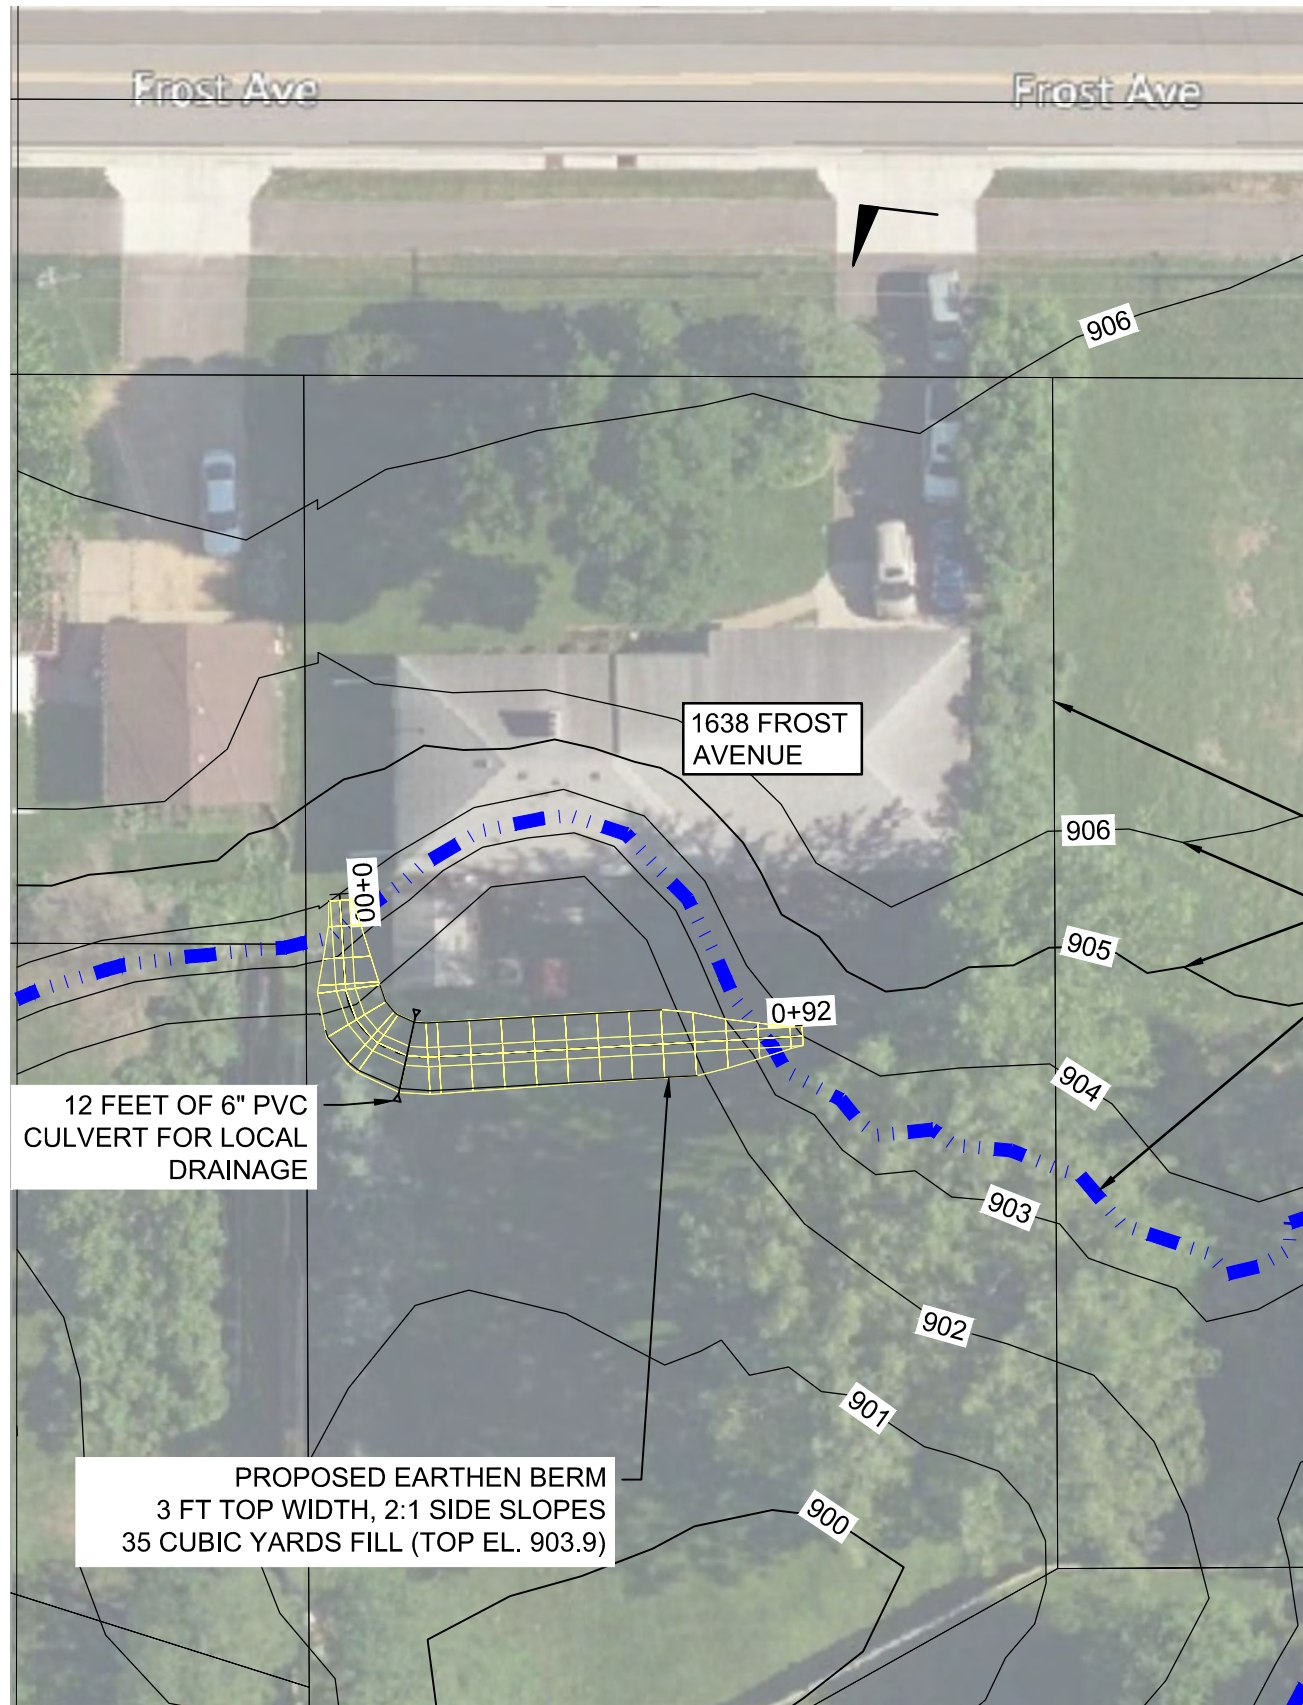 Frost Ave
Frost Ave
906
1638 FROST
AVENUE
906
0+00
905
0+92
904
12 FEET OF 6" PVC
CULVERT FOR LOCAL
DRAINAGE
903
902
901
PROPOSED EARTHEN BERM
3 FT TOP WIDTH, 2:1 SIDE SLOPES
35 CUBIC YARDS FILL (TOP EL. 903.9)
900